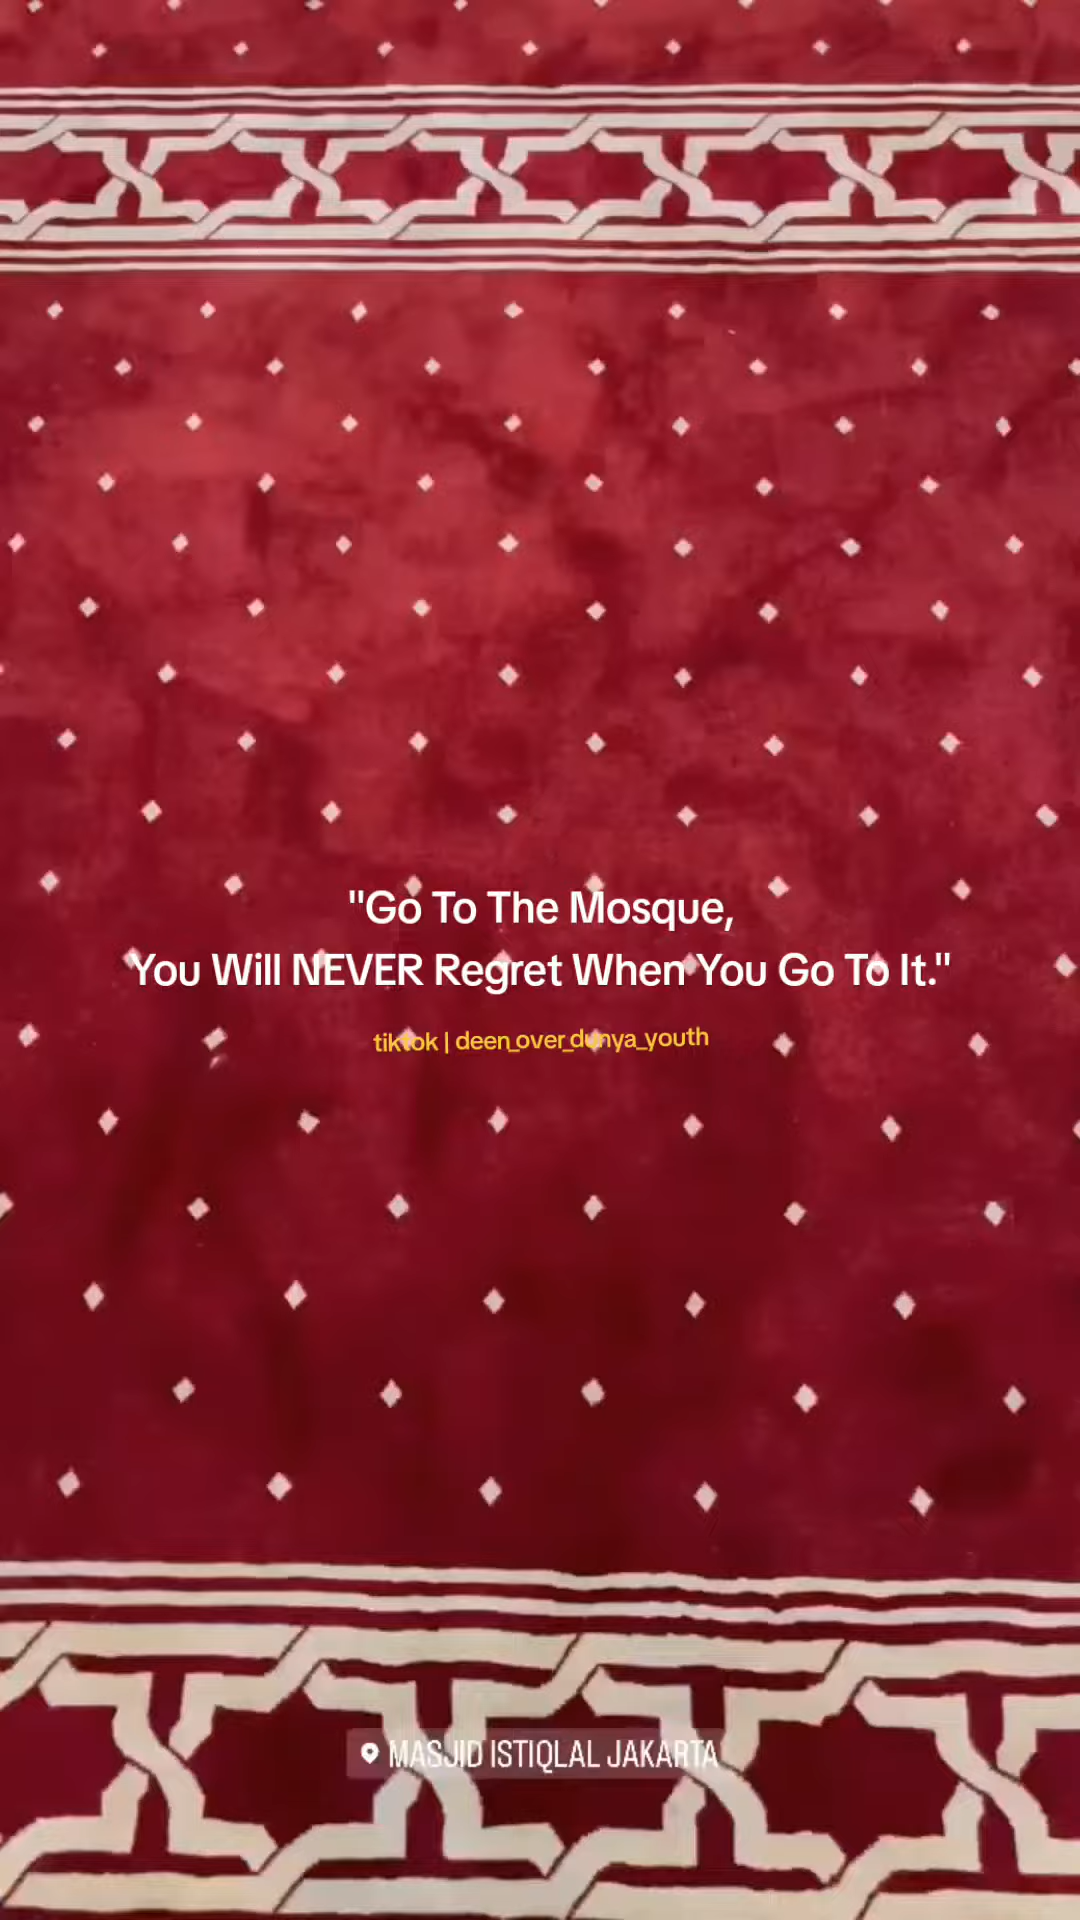 "Go To The Mosque,
You Will NEVER Regret When You Go To It."
tiktok | deen_over_dunya_youth
MASJID ISTIQLAL JAKARTA